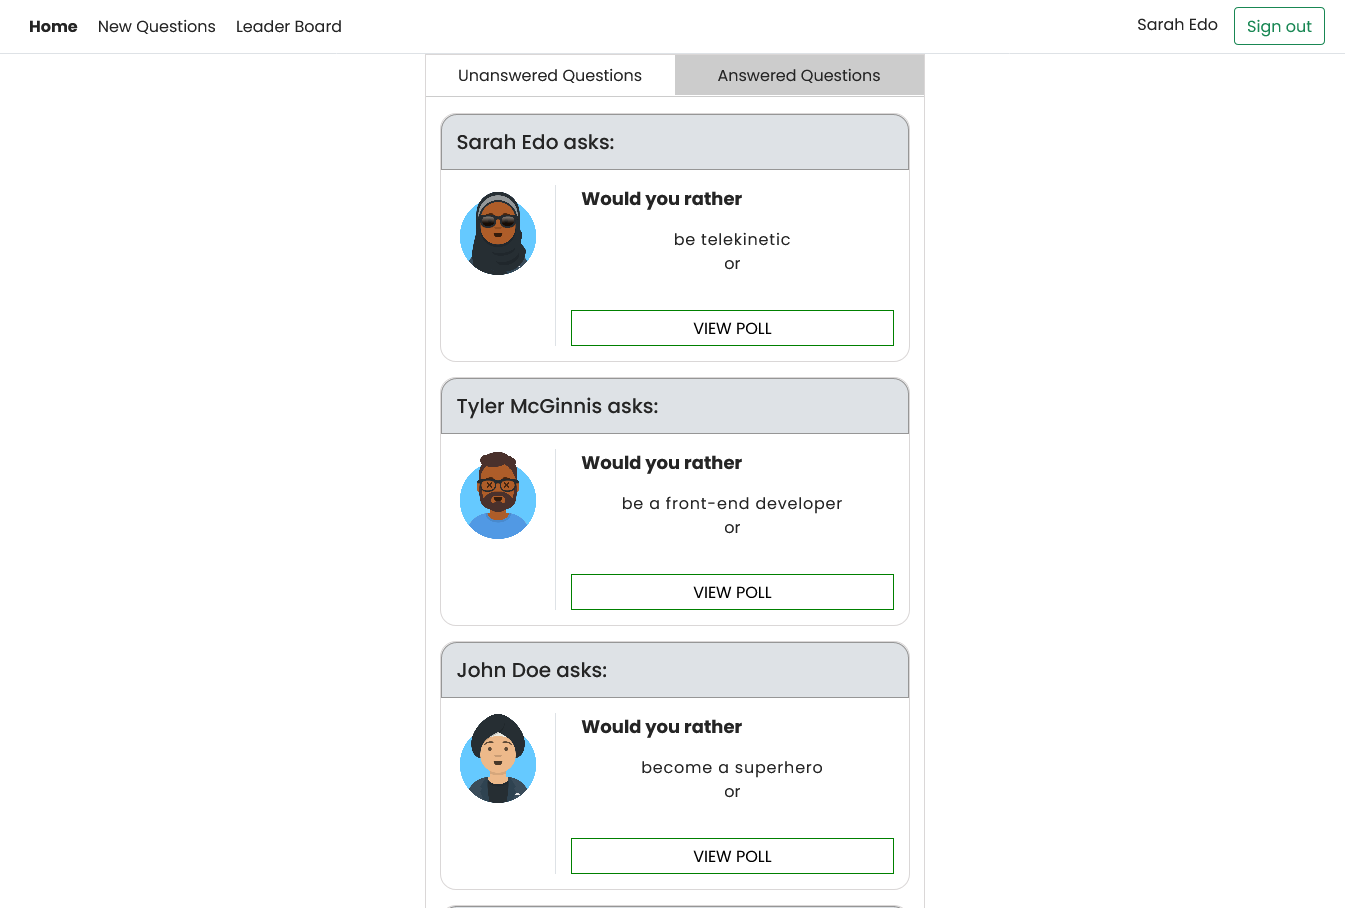 Home New Questions Leader Board Sarah Edo Sign out
Unanswered Questions Answered Questions
Sarah Edo asks:
Would you rather
be telekinetic
or
VIEW POLL
Tyler McGinnis asks:
Would you rather
be a front-end developer
or
VIEW POLL
John Doe asks:
Would you rather
become a superhero
or
VIEW POLL